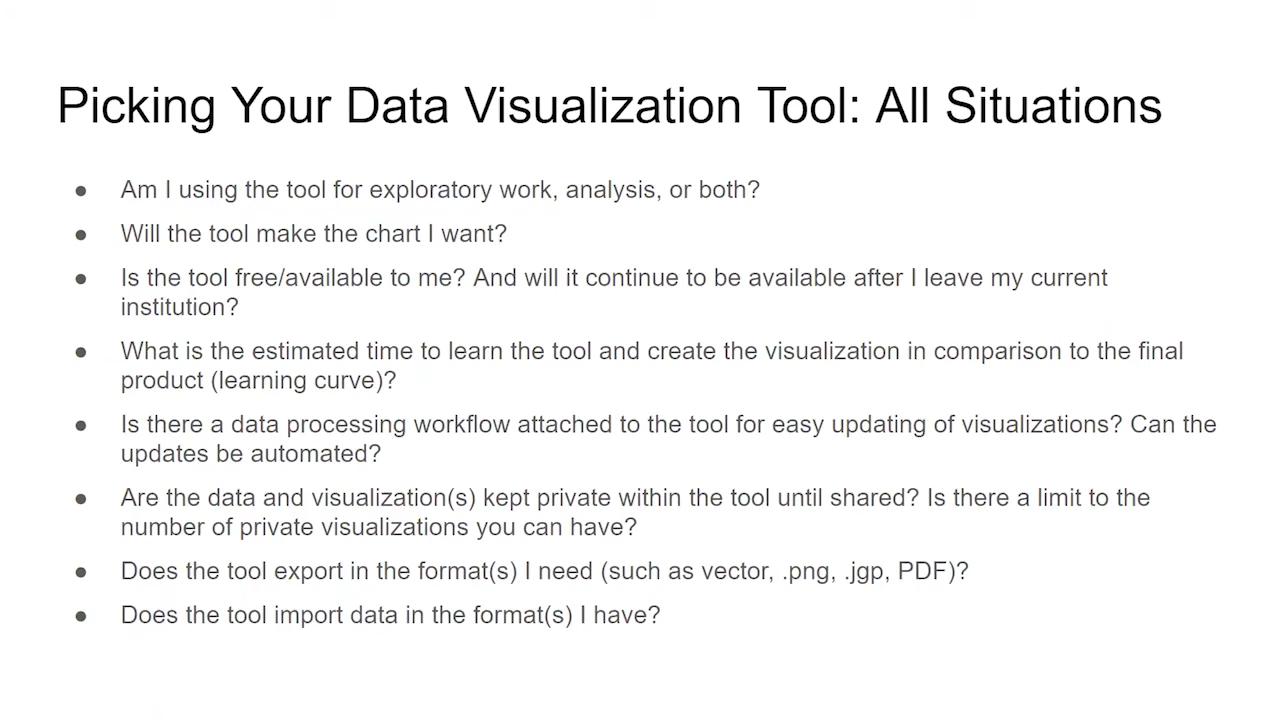 Picking Your Data Visualization Tool: All Situations
● Am I using the tool for exploratory work, analysis, or both?
● Will the tool make the chart I want?
● Is the tool free/available to me? And will it continue to be available after I leave my current
institution?
● What is the estimated time to learn the tool and create the visualization in comparison to the final
product (learning curve)?
● Is there a data processing workflow attached to the tool for easy updating of visualizations? Can the
updates be automated?
● Are the data and visualization(s) kept private within the tool until shared? Is there a limit to the
number of private visualizations you can have?
● Does the tool export in the format(s) I need (such as vector, .png, .jgp, PDF)?
● Does the tool import data in the format(s) I have?